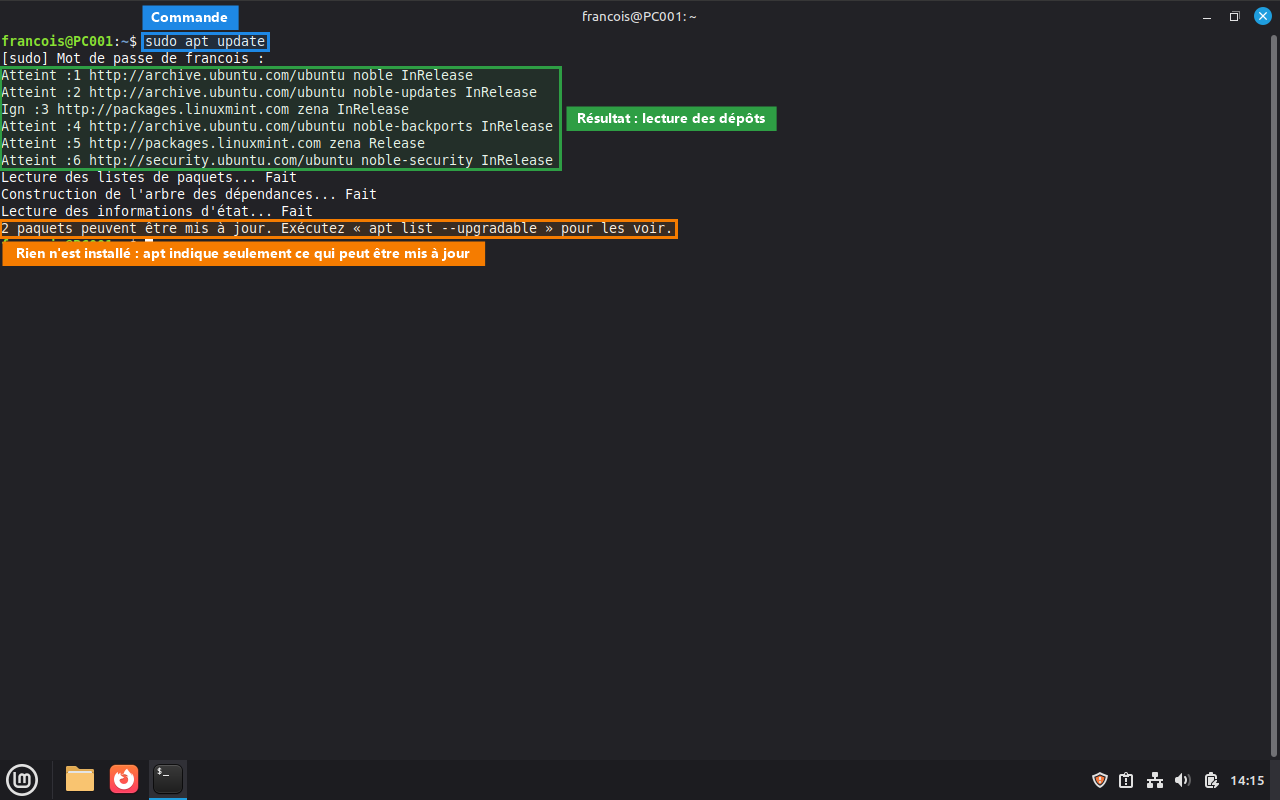 Commande
francois@PC001: ~
francois@PC001:~$ sudo apt update
[sudo] Mot de passe de francois :
Atteint :1 http://archive.ubuntu.com/ubuntu noble InRelease
Atteint :2 http://archive.ubuntu.com/ubuntu noble-updates InRelease
Ign :3 http://packages.linuxmint.com zena InRelease
Atteint :4 http://archive.ubuntu.com/ubuntu noble-backports InRelease
Résultat : lecture des dépôts
Atteint :5 http://packages.linuxmint.com zena Release
Atteint :6 http://security.ubuntu.com/ubuntu noble-security InRelease
Lecture des listes de paquets... Fait
Construction de l'arbre des dépendances... Fait
Lecture des informations d'état... Fait
2 paquets peuvent être mis à jour. Exécutez « apt list --upgradable » pour les voir.
Rien n'est installé : apt indique seulement ce qui peut être mis à jour
$_
14:15